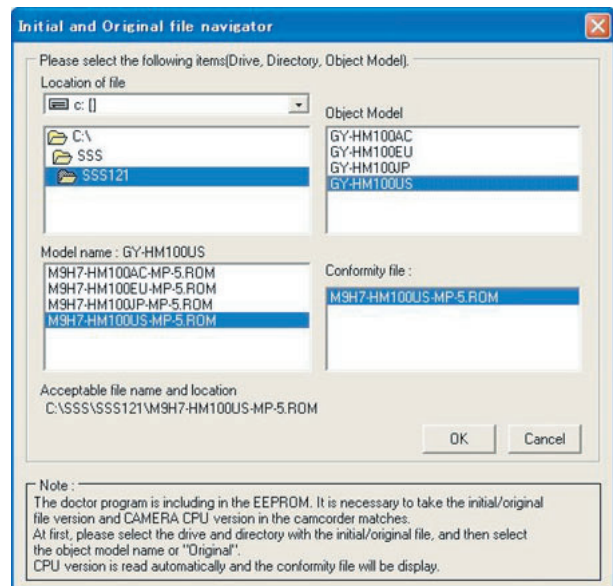 Initial and Original file navigator
Please select the following items(Drive, Directory, Object Model).
Location of file
c: []
C:\
SSS
SSS121
Object Model
GY-HM100AC
GY-HM100EU
GY-HM100JP
GY-HM100US
Model name : GY-HM100US
M9H7-HM100AC-MP-5.ROM
M9H7-HM100EU-MP-5.ROM
M9H7-HM100JP-MP-5.ROM
M9H7-HM100US-MP-5.ROM
Conformity file :
M9H7-HM100US-MP-5.ROM
Acceptable file name and location
C:\SSS\SSS121\M9H7-HM100US-MP-5.ROM
OK
Cancel
Note :
The doctor program is including in the EEPROM. It is necessary to take the initial/original
file version and CAMERA CPU version in the camcorder matches.
At first, please select the drive and directory with the initial/original file, and then select
the object model name or "Original".
CPU version is read automatically and the conformity file will be display.